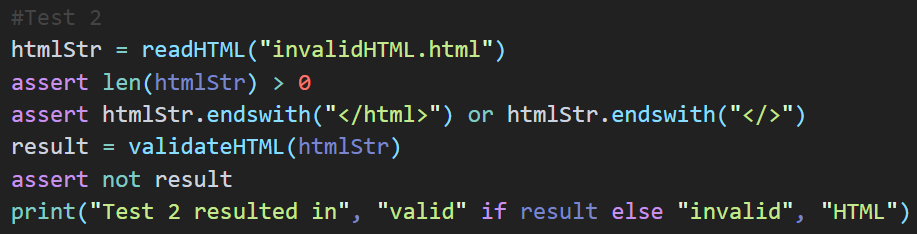 #Test 2
htmlStr = readHTML("invalidHTML.html")
assert len(htmlStr) > 0
assert htmlStr.endswith("</html>") or htmlStr.endswith("</>")
result = validateHTML(htmlStr)
assert not result
print("Test 2 resulted in", "valid" if result else "invalid", "HTML")